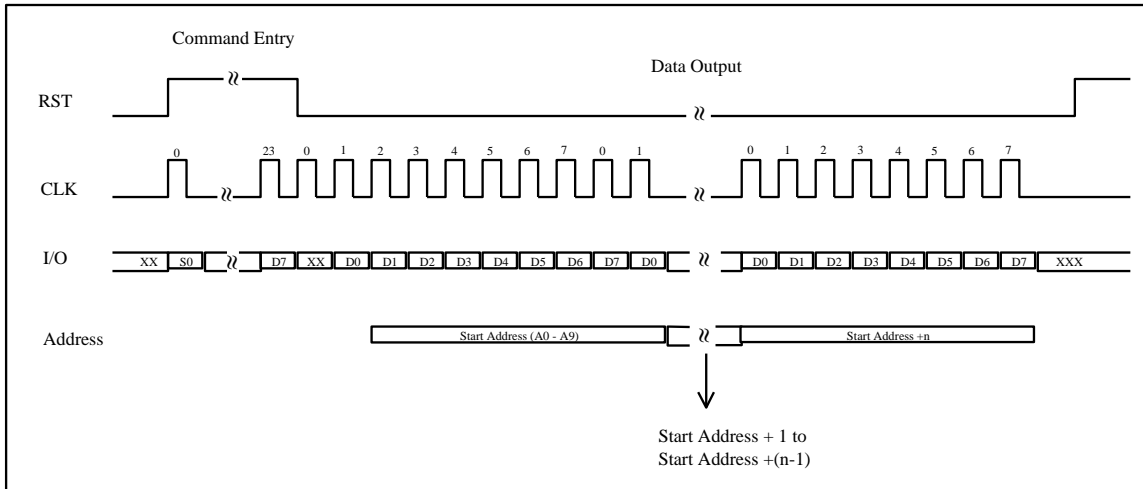 Command Entry
Data Output
RST
0 23 0 1 2 3 4 5 6 7 0 1 0 1 2 3 4 5 6 7
CLK
I/O XX S0 D7 XX D0 D1 D2 D3 D4 D5 D6 D7 D0 D0 D1 D2 D3 D4 D5 D6 D7 XXX
Address Start Address (A0 - A9) Start Address +n
Start Address + 1 to
Start Address +(n-1)